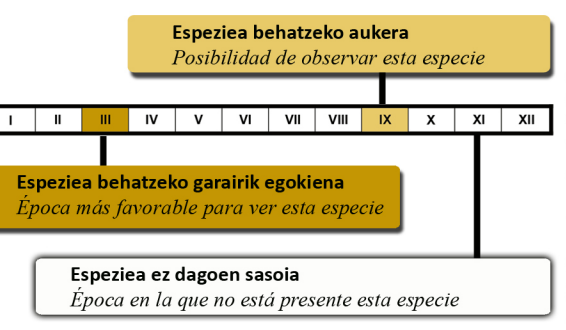 Espeziea behatzeko aukera
Posibilidad de observar esta especie
I II III IV V VI VII VIII IX X XI XII
Espeziea behatzeko garairik egokiena
Época más favorable para ver esta especie
Espeziea ez dagoen sasoia
Época en la que no está presente esta especie